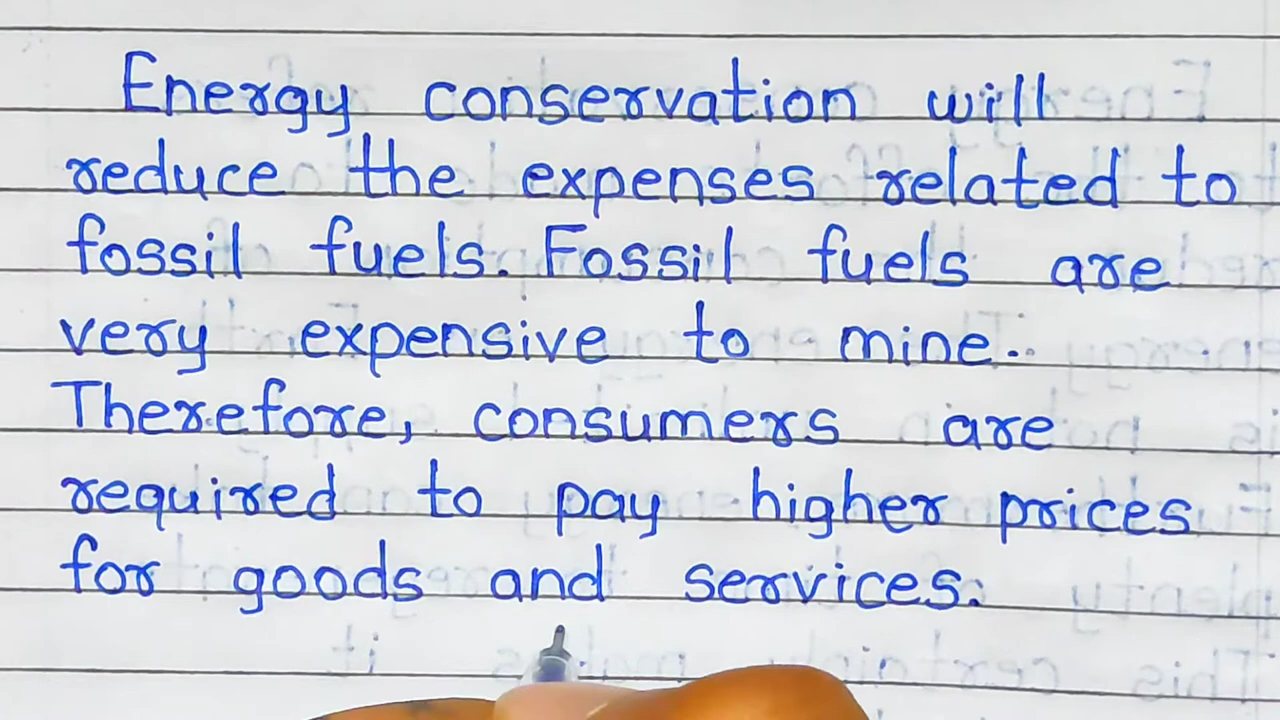 Energy conservation will
reduce the expenses related to
fossil fuels. Fossil fuels are
very expensive to mine..
Therefore, consumers are
required to pay higher prices
for goods and services.